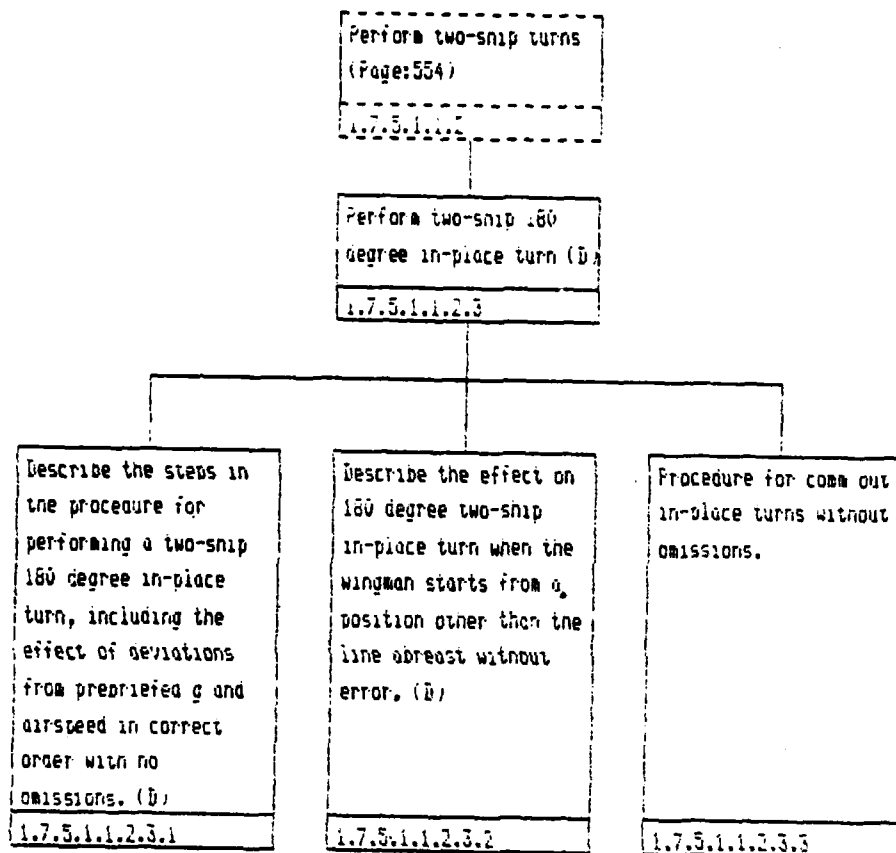 Perform two-ship turns
(Page:554)
1.7.5.1.1.2
Perform two-ship 180
degree in-place turn (D)
1.7.5.1.1.2.3
Describe the steps in
the procedure for
performing a two-ship
180 degree in-place
turn, including the
effect of deviations
from prebriefed g and
airspeed in correct
order with no
omissions. (D)
1.7.5.1.1.2.3.1
Describe the effect on
180 degree two-ship
in-place turn when the
wingman starts from a
position other than the
line abreast without
error. (D)
1.7.5.1.1.2.3.2
Procedure for comm out
in-place turns without
omissions.
1.7.5.1.1.2.3.3